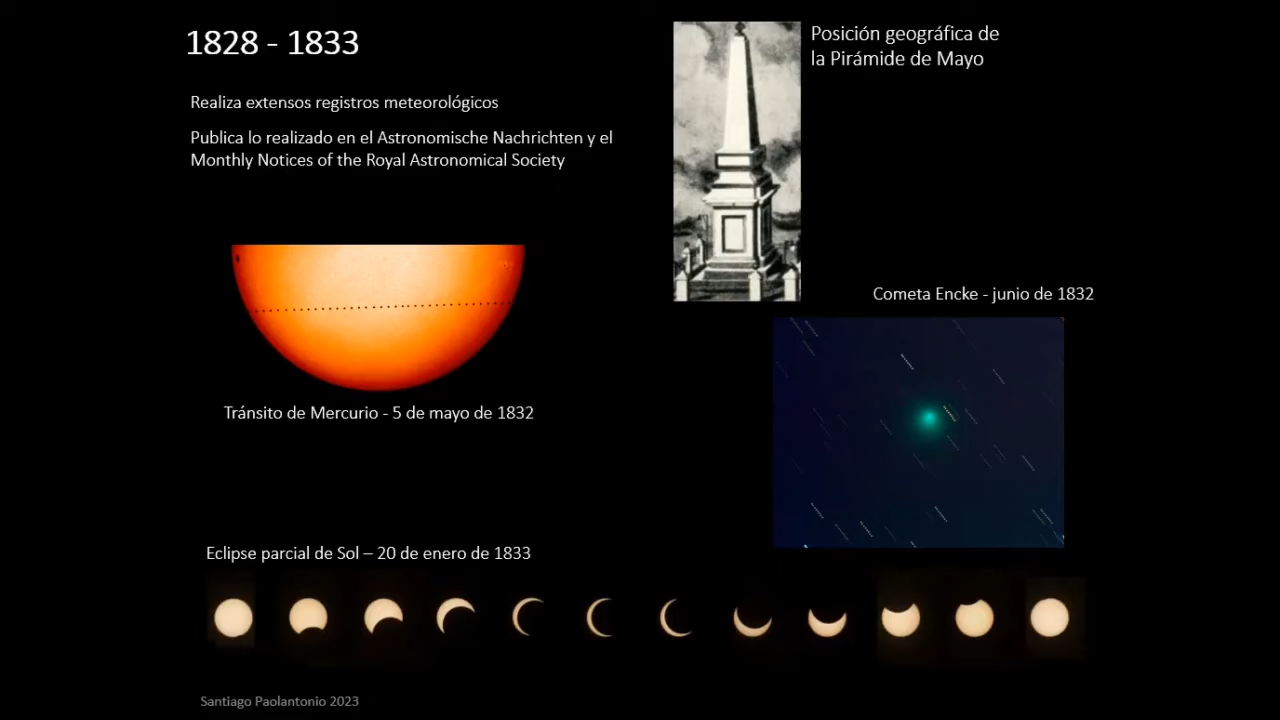 1828 - 1833
Realiza extensos registros meteorológicos
Publica lo realizado en el Astronomische Nachrichten y el
Monthly Notices of the Royal Astronomical Society
Posición geográfica de
la Pirámide de Mayo
Cometa Encke - junio de 1832
Tránsito de Mercurio - 5 de mayo de 1832
Eclipse parcial de Sol – 20 de enero de 1833
Santiago Paolantonio 2023